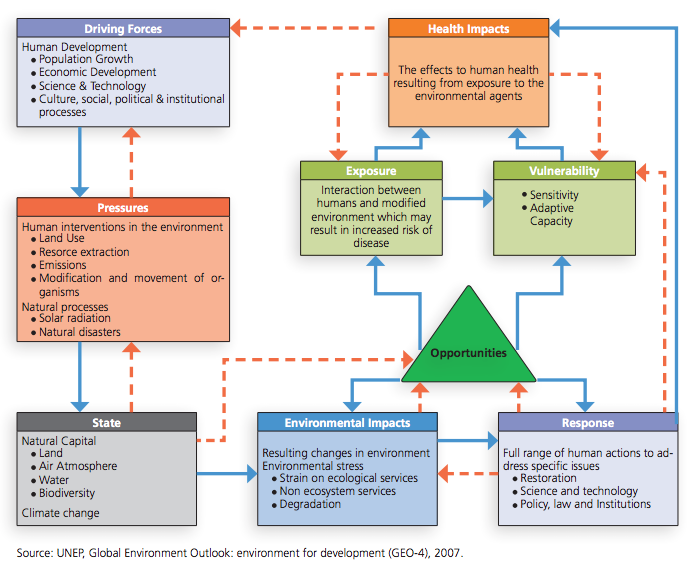 Driving Forces
Human Development
• Population Growth
• Economic Development
• Science & Technology
• Culture, social, political & institutional
processes
Health Impacts
The effects to human health
resulting from exposure to the
environmental agents
Exposure
Interaction between
humans and modified
environment which may
result in increased risk of
disease
Vulnerability
• Sensitivity
• Adaptive
Capacity
Pressures
Human interventions in the environment
• Land Use
• Resorce extraction
• Emissions
• Modification and movement of or-
ganisms
Natural processes
• Solar radiation
• Natural disasters
Opportunities
State
Natural Capital
• Land
• Air Atmosphere
• Water
• Biodiversity
Climate change
Environmental Impacts
Resulting changes in environment
Environmental stress
• Strain on ecological services
• Non ecosystem services
• Degradation
Response
Full range of human actions to ad-
dress specific issues
• Restoration
• Science and technology
• Policy, law and Institutions
Source: UNEP, Global Environment Outlook: environment for development (GEO-4), 2007.